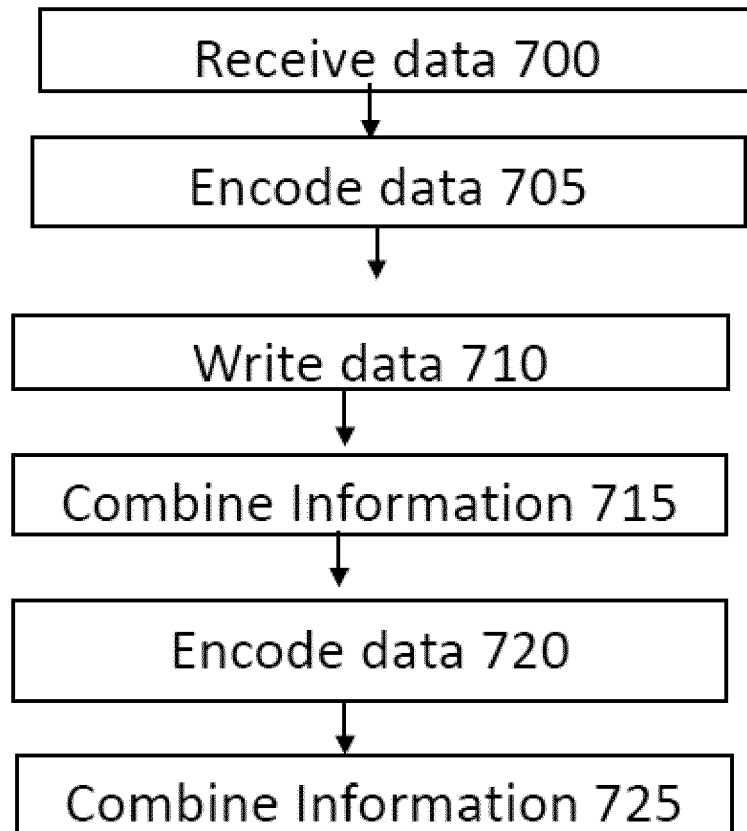 Receive data 700
Encode data 705
Write data 710
Combine Information 715
Encode data 720
Combine Information 725